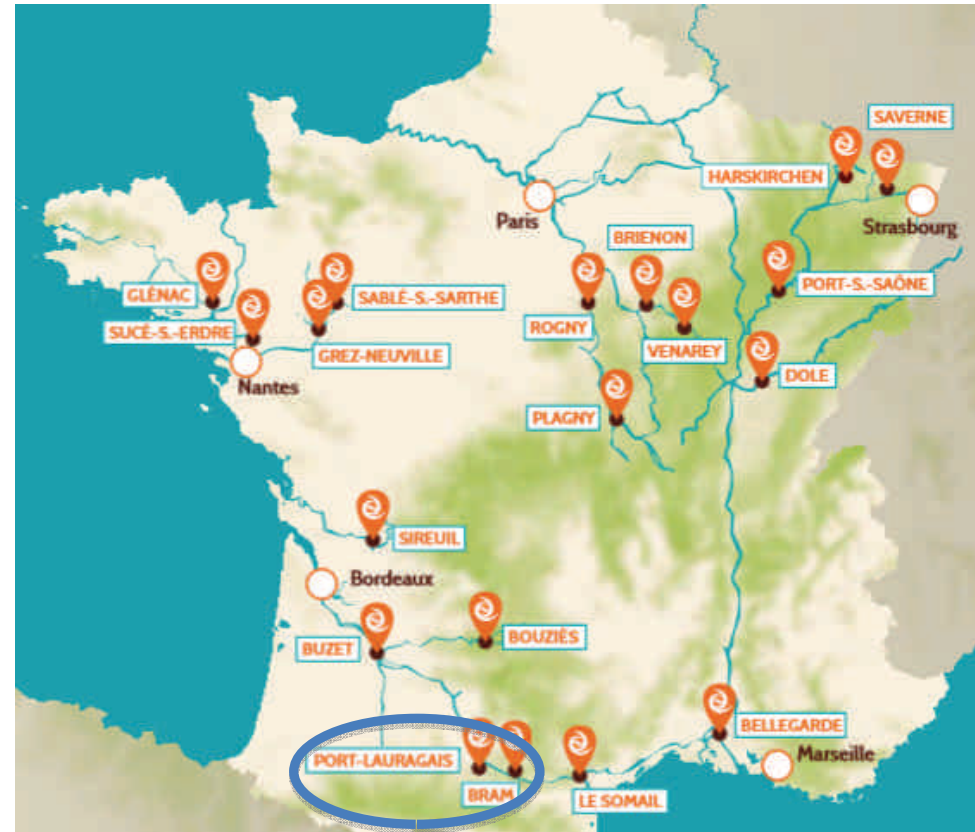 SAVERNE
HARSKIRCHEN
Paris
Strasbourg
BRIENON
GLÉNAC
SABLÉ-S.-SARTHE
PORT-S.-SAÔNE
SUCÉ-S.-ERDRE
ROGNY
GREZ-NEUVILLE
VENAREY
Nantes
DOLE
PLAGNY
SIREUIL
Bordeaux
BOUZIÈS
BUZET
BELLEGARDE
PORT-LAURAGAIS
Marseille
BRAM
LE SOMAIL